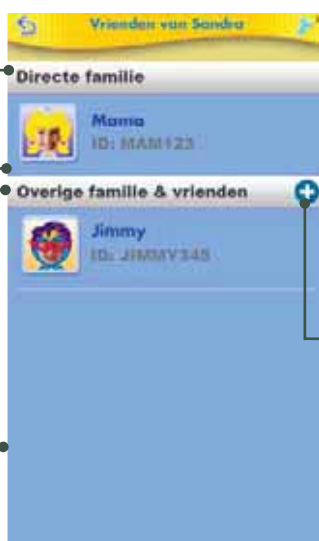 Vrienden van Sandra
Directe familie
Mama
ID: MAM123
Overige familie & vrienden
Jimmy
ID: JIMMY345